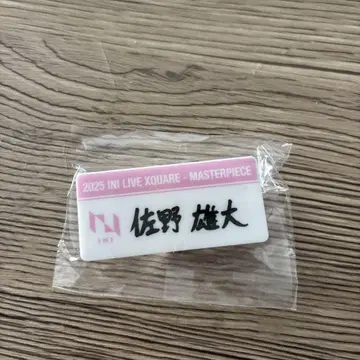 2025 INI LIVE XQUARE - MASTERPIECE
INI
佐野 雄大